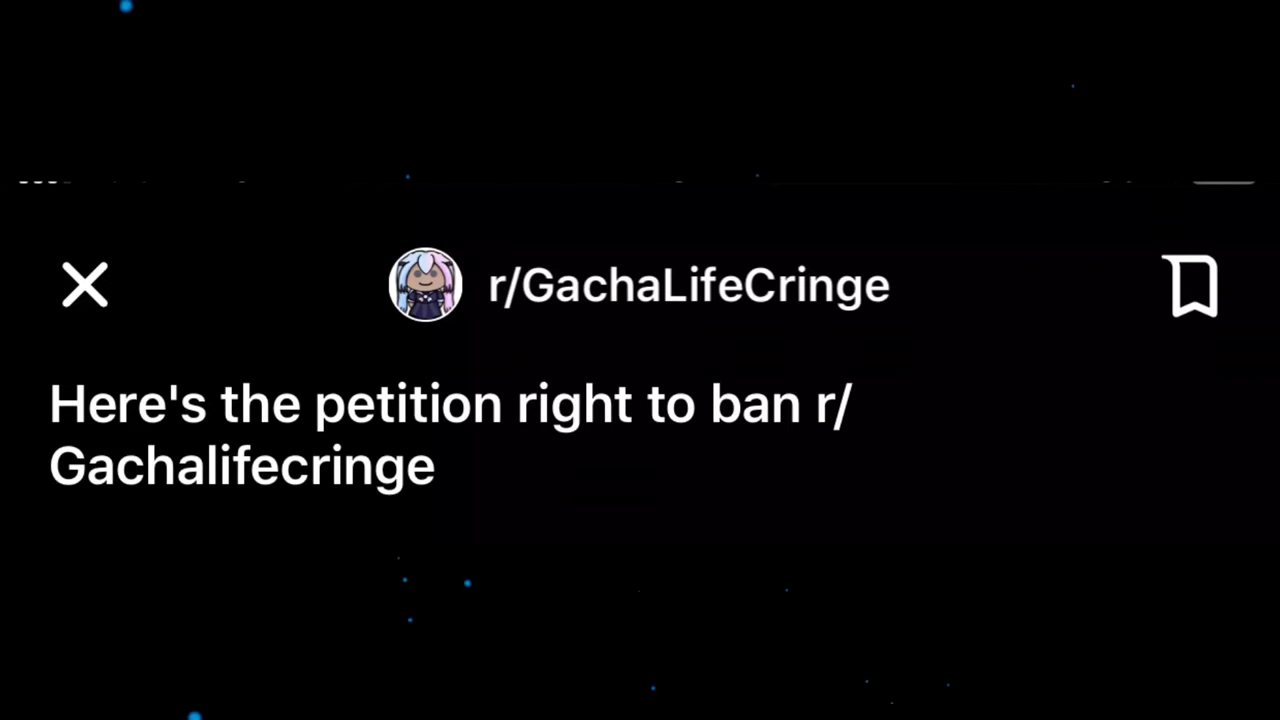 r/GachaLifeCringe
Here's the petition right to ban r/
Gachalifecringe